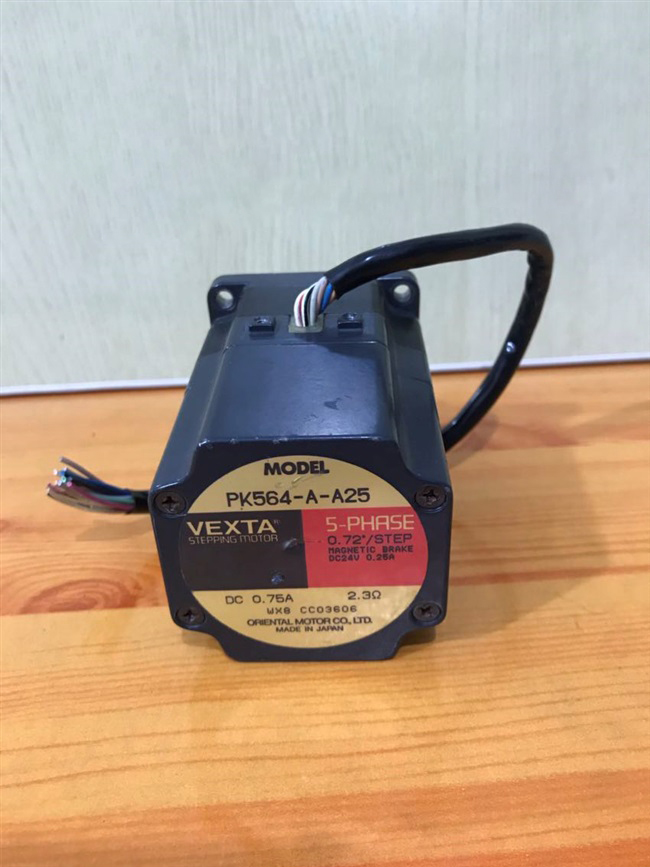 MODEL
PK564-A-A25
VEXTA®
STEPPING MOTOR
5-PHASE
0.72°/STEP
MAGNETIC BRAKE
DC24V 0.25A
DC 0.75A 2.3Ω
WX8 CC03606
ORIENTAL MOTOR CO., LTD.
MADE IN JAPAN